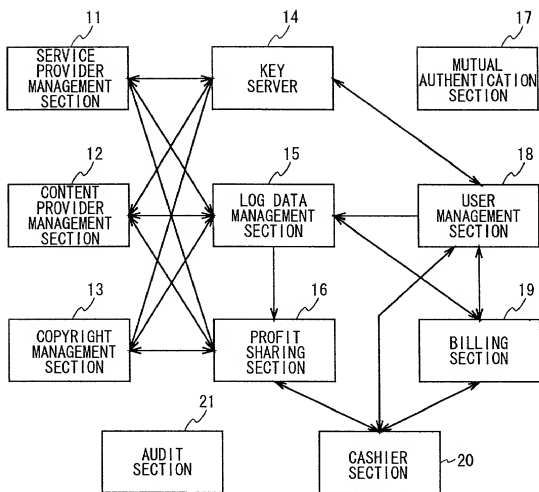 11
SERVICE
PROVIDER
MANAGEMENT
SECTION
14
KEY
SERVER
17
MUTUAL
AUTHENTICATION
SECTION
12
CONTENT
PROVIDER
MANAGEMENT
SECTION
15
LOG DATA
MANAGEMENT
SECTION
18
USER
MANAGEMENT
SECTION
13
COPYRIGHT
MANAGEMENT
SECTION
16
PROFIT
SHARING
SECTION
19
BILLING
SECTION
21
AUDIT
SECTION
CASHIER
SECTION
20